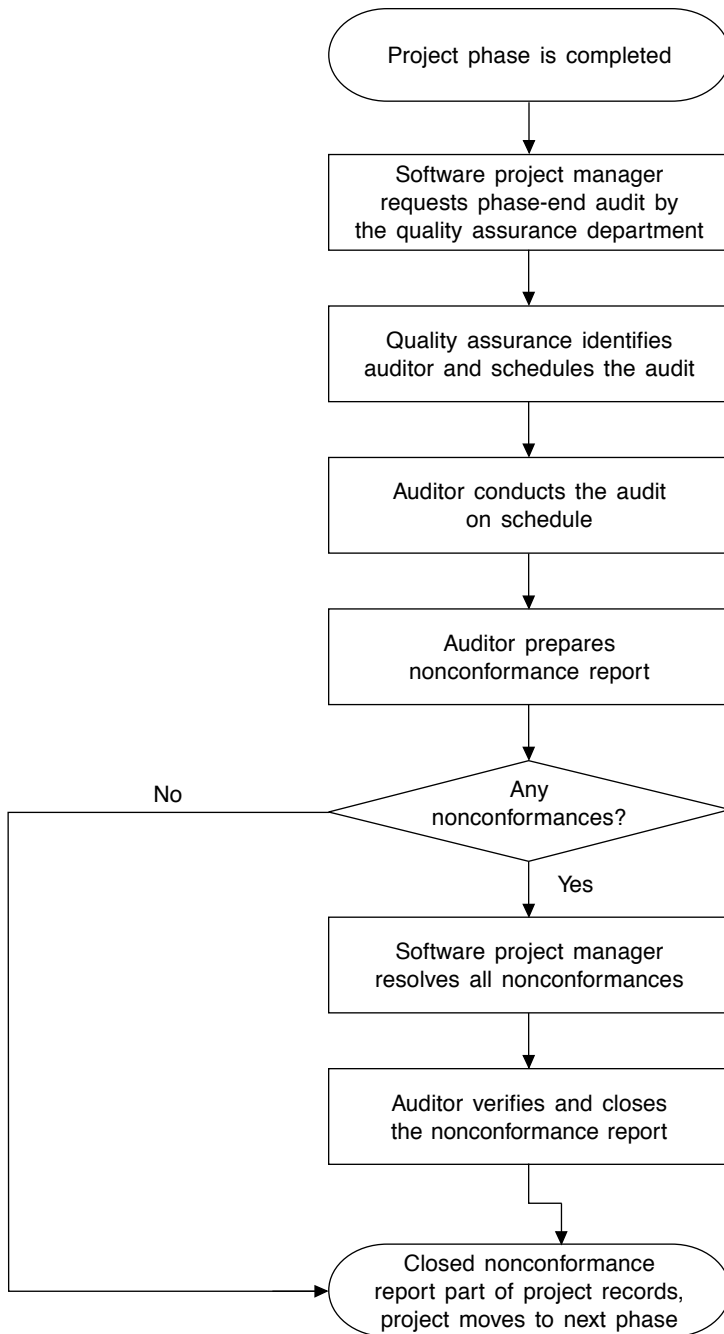 Project phase is completed
Software project manager
requests phase-end audit by
the quality assurance department
Quality assurance identifies
auditor and schedules the audit
Auditor conducts the audit
on schedule
Auditor prepares
nonconformance report
Any
nonconformances?
No
Yes
Software project manager
resolves all nonconformances
Auditor verifies and closes
the nonconformance report
Closed nonconformance
report part of project records,
project moves to next phase